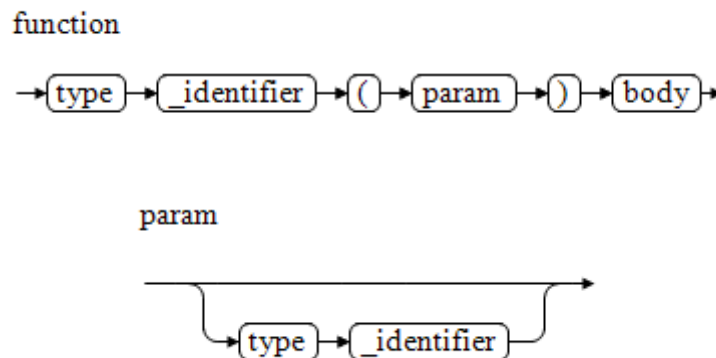 function
type _identifier ( param ) body
param
type _identifier